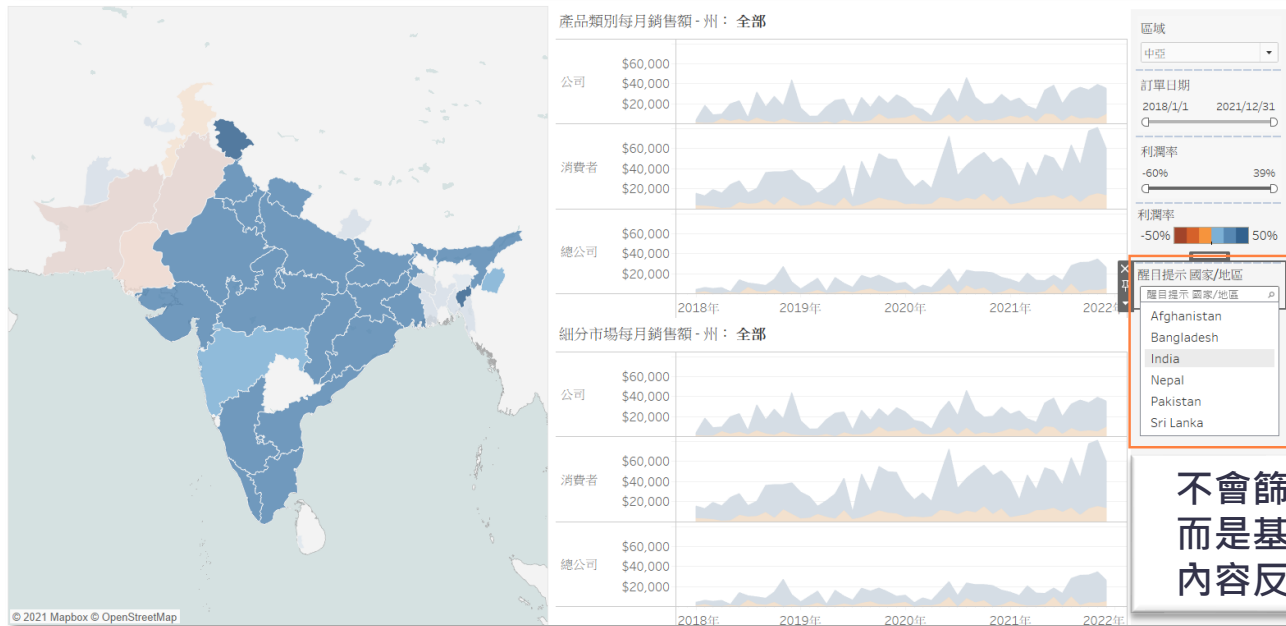 © 2021 Mapbox © OpenStreetMap
產品類別每月銷售額 - 州： 全部
公司
$60,000
$40,000
$20,000
消費者
$60,000
$40,000
$20,000
總公司
$60,000
$40,000
$20,000
2018年 2019年 2020年 2021年 2022年
細分市場每月銷售額 - 州： 全部
公司
$60,000
$40,000
$20,000
消費者
$60,000
$40,000
$20,000
總公司
$60,000
$40,000
$20,000
2018年 2019年 2020年 2021年 2022年
區域
中亞
訂單日期
2018/1/1 2021/12/31
利潤率
-60% 39%
利潤率
-50% 50%
醒目提示 國家/地區
醒目提示 國家/地區
Afghanistan
Bangladesh
India
Nepal
Pakistan
Sri Lanka
不會篩
而是基
內容反